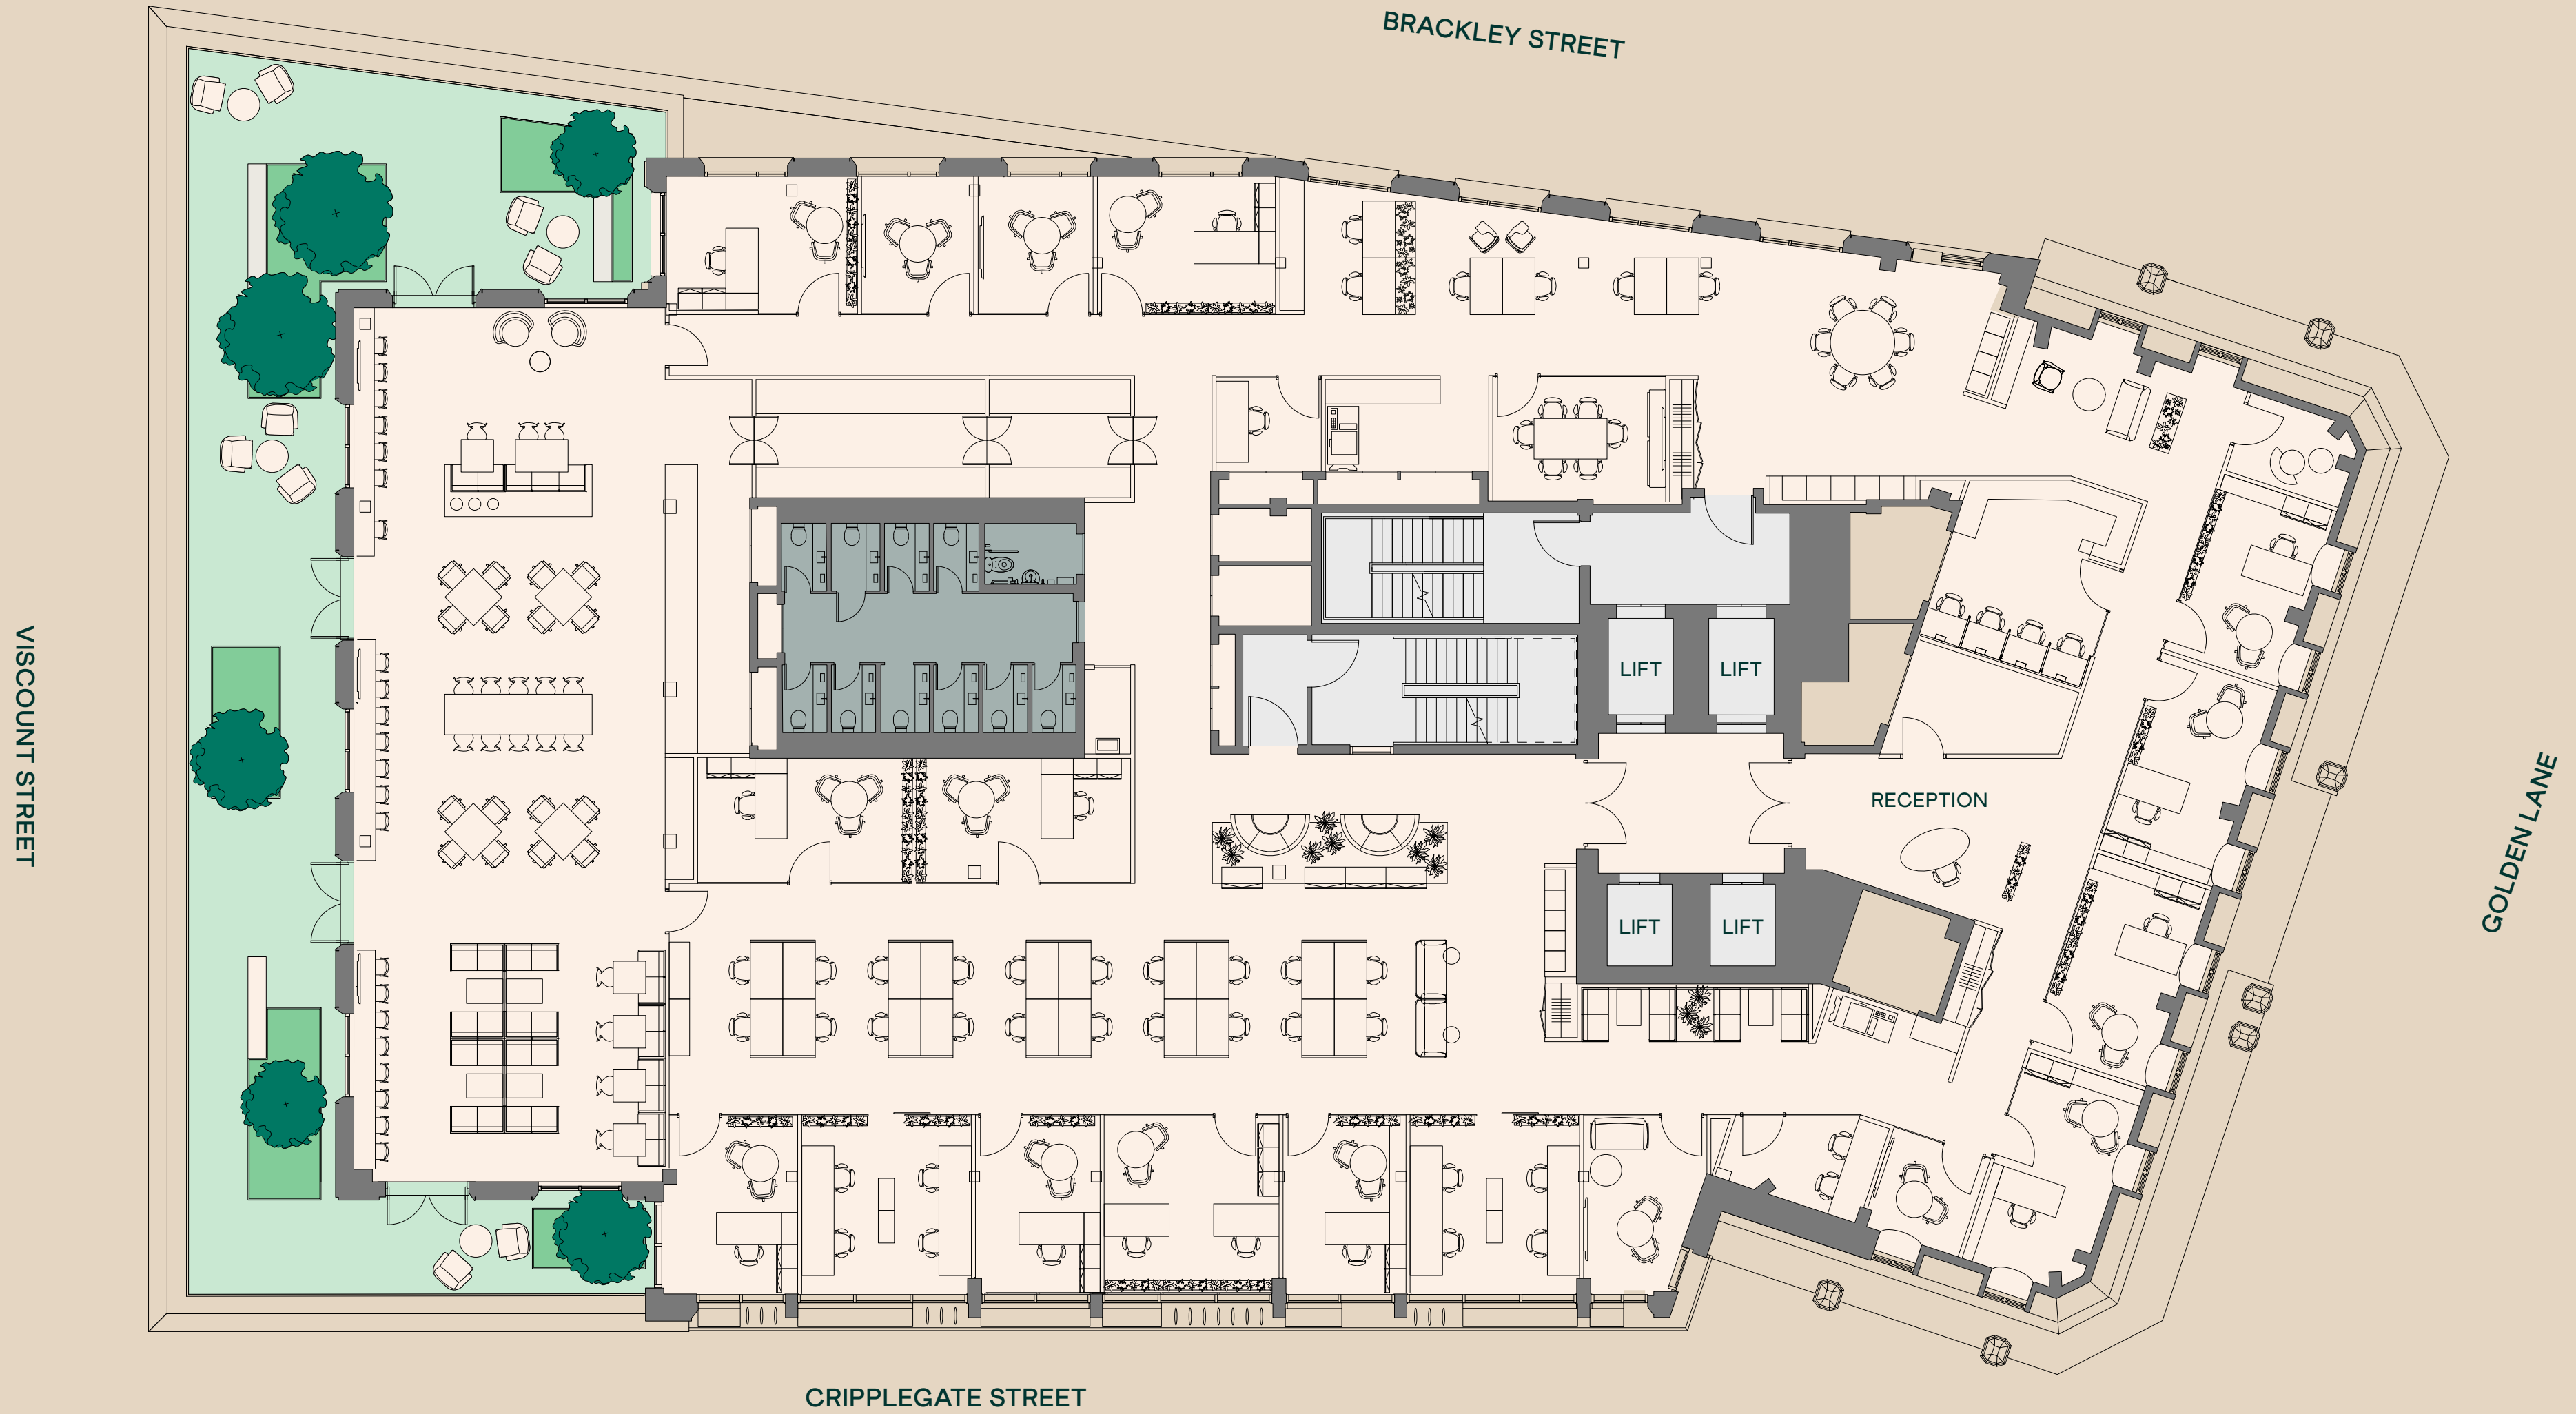 BRACKLEY STREET
VISCOUNT STREET
LIFT
LIFT
RECEPTION
GOLDEN LANE
LIFT
LIFT
CRIPPLEGATE STREET